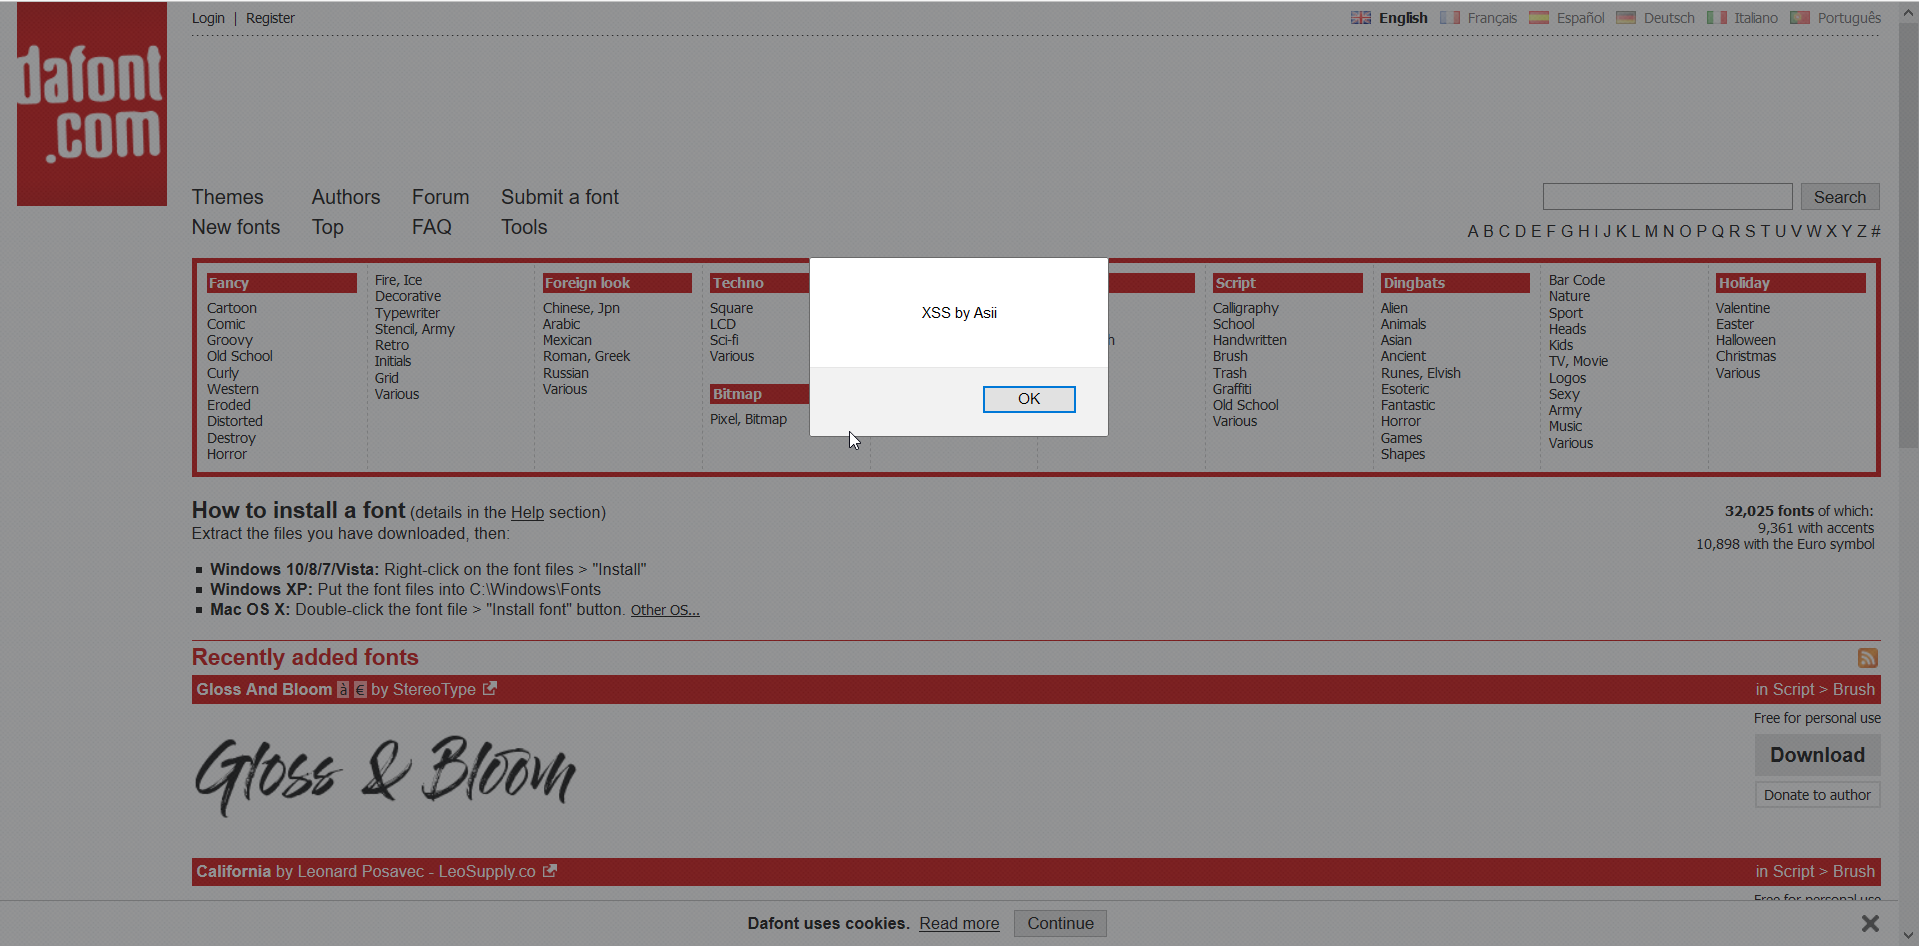 Login | Register
English Français Español Deutsch Italiano Português
dafont
.com
Themes Authors Forum Submit a font
New fonts Top FAQ Tools
Search
A B C D E F G H I J K L M N O P Q R S T U V W X Y Z #
Fancy
Cartoon
Comic
Groovy
Old School
Curly
Western
Eroded
Distorted
Destroy
Horror
Fire, Ice
Decorative
Typewriter
Stencil, Army
Retro
Initials
Grid
Various
Foreign look
Chinese, Jpn
Arabic
Mexican
Roman, Greek
Russian
Various
Techno
Square
LCD
Sci-fi
Various
Bitmap
Pixel, Bitmap
XSS by Asii
OK
h
Script
Calligraphy
School
Handwritten
Brush
Trash
Graffiti
Old School
Various
Dingbats
Alien
Animals
Asian
Ancient
Runes, Elvish
Esoteric
Fantastic
Horror
Games
Shapes
Bar Code
Nature
Sport
Heads
Kids
TV, Movie
Logos
Sexy
Army
Music
Various
Holiday
Valentine
Easter
Halloween
Christmas
Various
How to install a font (details in the Help section)
Extract the files you have downloaded, then:
Windows 10/8/7/Vista: Right-click on the font files > "Install"
Windows XP: Put the font files into C:\Windows\Fonts
Mac OS X: Double-click the font file > "Install font" button. Other OS...
32,025 fonts of which:
9,361 with accents
10,898 with the Euro symbol
Recently added fonts
Gloss And Bloom à € by StereoType in Script > Brush
Free for personal use
Gloss & Bloom
Download
Donate to author
California by Leonard Posavec - LeoSupply.co in Script > Brush
Free for personal use
Dafont uses cookies. Read more Continue